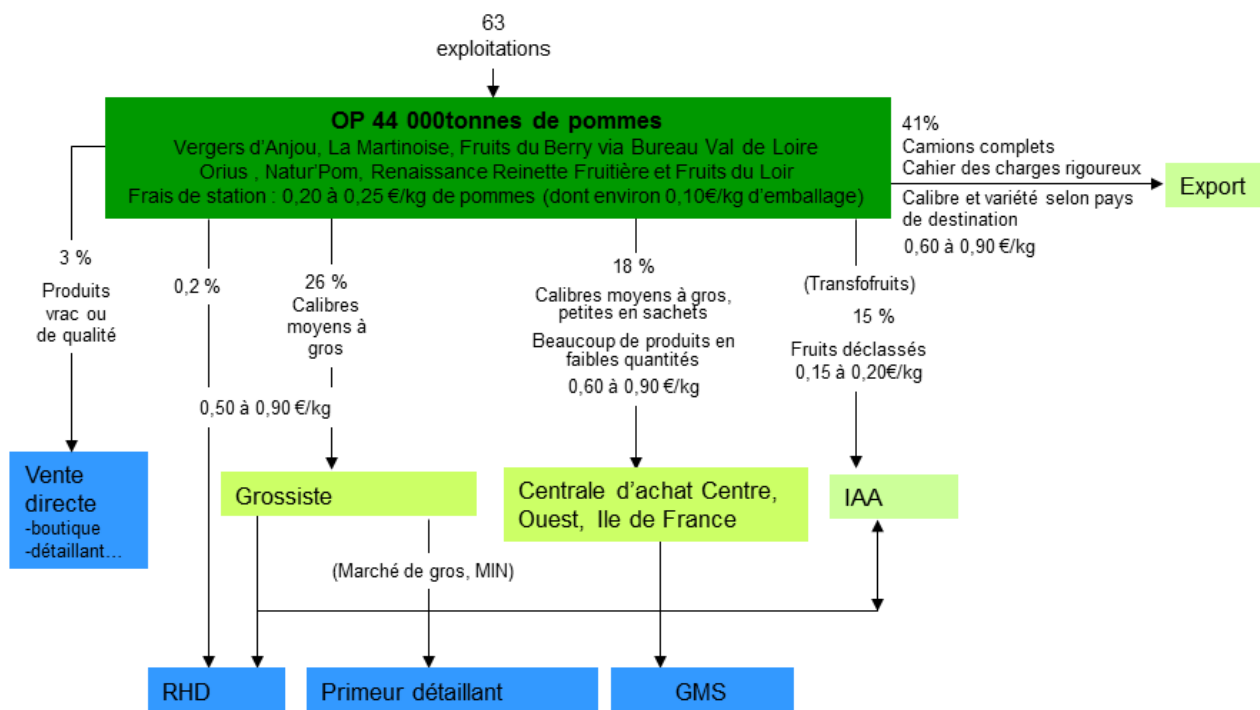 63
exploitations
OP 44 000tonnes de pommes
Vergers d'Anjou, La Martinoise, Fruits du Berry via Bureau Val de Loire
Orius , Natur'Pom, Renaissance Reinette Fruitière et Fruits du Loir
Frais de station : 0,20 à 0,25 €/kg de pommes (dont environ 0,10€/kg d'emballage)
41%
Camions complets
Cahier des charges rigoureux
Calibre et variété selon pays
de destination
0,60 à 0,90 €/kg
Export
3 %
Produits
vrac ou
de qualité
0,2 %
26 %
Calibres
moyens à
gros
0,50 à 0,90 €/kg
18 %
Calibres moyens à gros,
petites en sachets
Beaucoup de produits en
faibles quantités
0,60 à 0,90 €/kg
(Transfofruits)
15 %
Fruits déclassés
0,15 à 0,20€/kg
Vente
directe
-boutique
-détaillant...
Grossiste
Centrale d'achat Centre,
Ouest, Ile de France
IAA
(Marché de gros, MIN)
RHD
Primeur détaillant
GMS